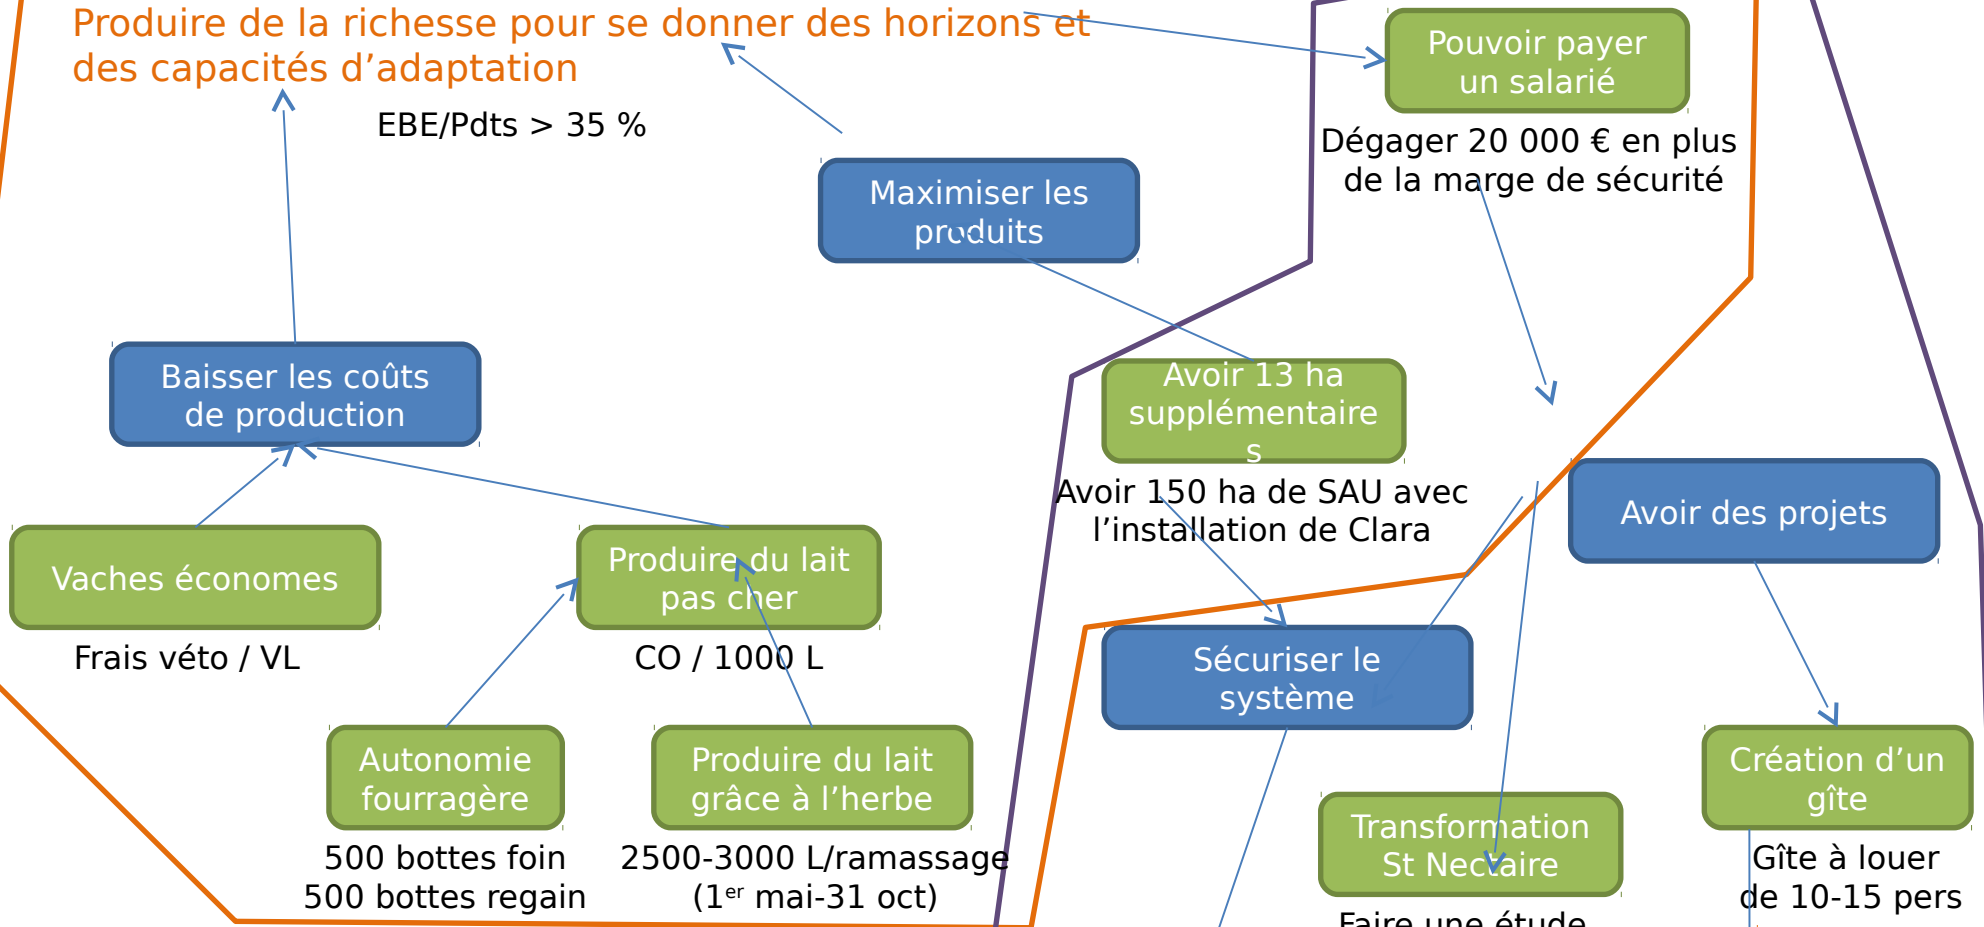 Produire de la richesse pour se donner des horizons et
des capacités d’adaptation
EBE/Pdts > 35 %
Pouvoir payer
un salarié
Dégager 20 000 € en plus
de la marge de sécurité
Maximiser les
produits
Baisser les coûts
de production
Avoir 13 ha
supplémentaire
s
Avoir 150 ha de SAU avec
l’installation de Clara
Avoir des projets
Vaches économes
Frais véto / VL
Produire du lait
pas cher
CO / 1000 L
Sécuriser le
système
Autonomie
fourragère
500 bottes foin
500 bottes regain
Produire du lait
grâce à l’herbe
2500-3000 L/ramassage
(1er mai-31 oct)
Transformation
St Nectaire
Faire une étude
Création d’un
gîte
Gîte à louer
de 10-15 pers